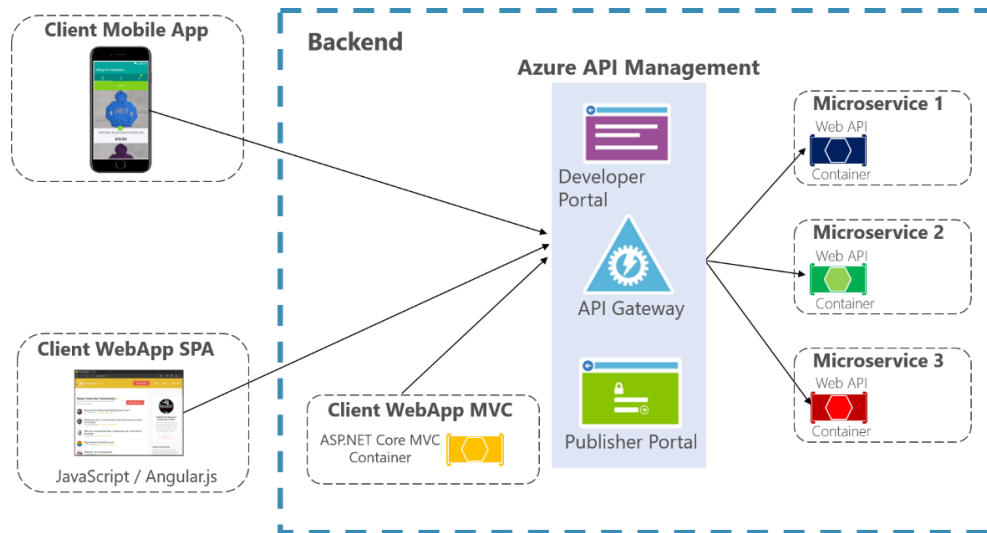 Client Mobile App
Backend
Azure API Management
Developer
Portal
API Gateway
Publisher Portal
Microservice 1
Web API
Container
Microservice 2
Web API
Container
Microservice 3
Web API
Container
Client WebApp SPA
JavaScript / Angular.js
Client WebApp MVC
ASP.NET Core MVC
Container